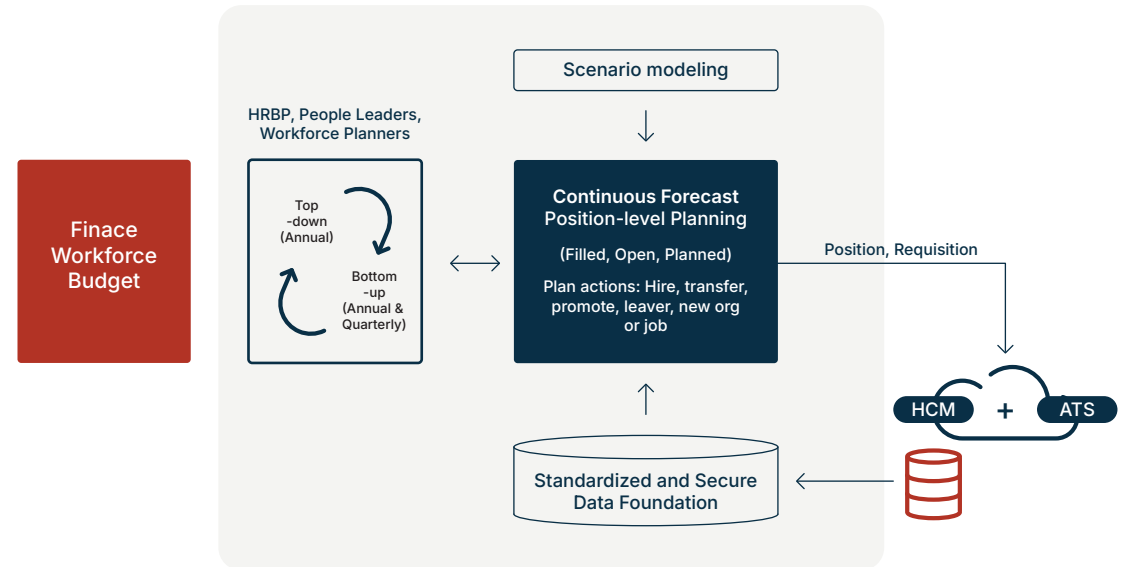 Scenario modeling
HRBP, People Leaders,
Workforce Planners
Finace
Workforce
Budget
Top
-down
(Annual)
Bottom
-up
(Annual &
Quarterly)
Continuous Forecast
Position-level Planning
(Filled, Open, Planned)
Plan actions: Hire, transfer,
promote, leaver, new org
or job
Position, Requisition
HCM + ATS
Standardized and Secure
Data Foundation